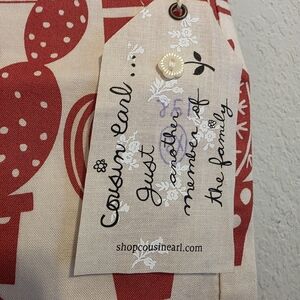 cousin earl...
Just
another
member of
the family
shopcousinearl.com